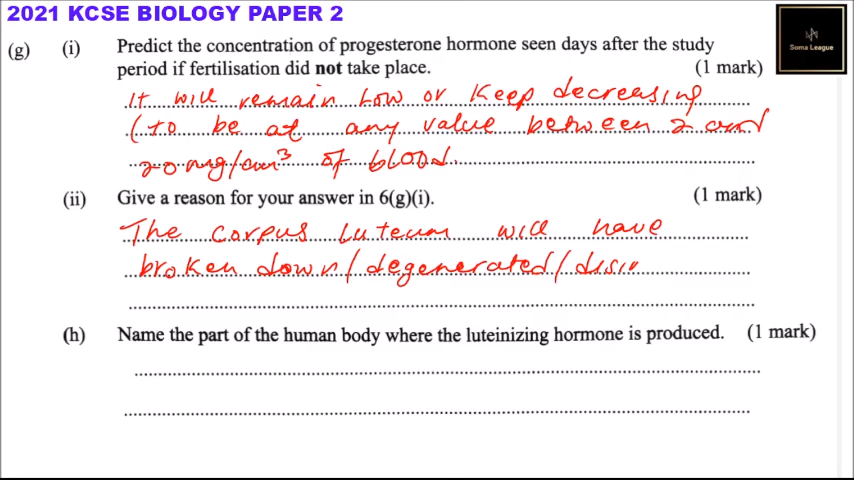 2021 KCSE BIOLOGY PAPER 2
Soma League
(g) (i) Predict the concentration of progesterone hormone seen days after the study
period if fertilisation did not take place. (1 mark)
It will remain Low or Keep decreasing
(to be at any value between 2 and
20 mg/cm³ of blood.
(ii) Give a reason for your answer in 6(g)(i). (1 mark)
The corpus Luteum will have
broken down/degenerated/disin
(h) Name the part of the human body where the luteinizing hormone is produced. (1 mark)